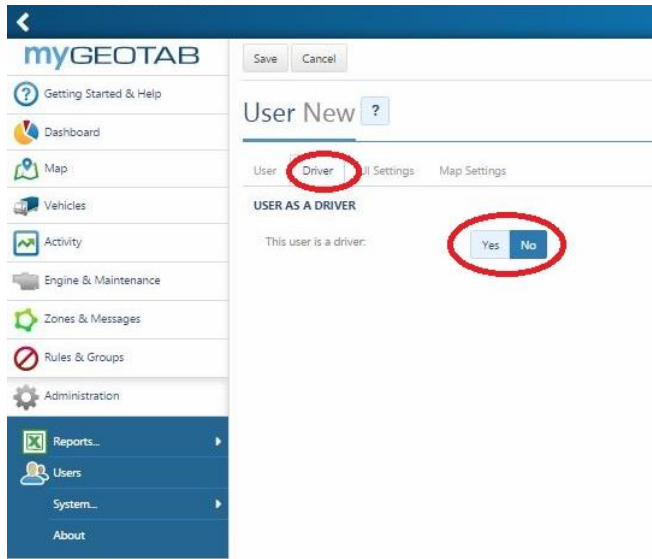 myGEOTAB
Getting Started & Help
Dashboard
Map
Vehicles
Activity
Engine & Maintenance
Zones & Messages
Rules & Groups
Administration
Reports...
Users
System...
About
Save Cancel
User New ?
User Driver UI Settings Map Settings
USER AS A DRIVER
This user is a driver: Yes No